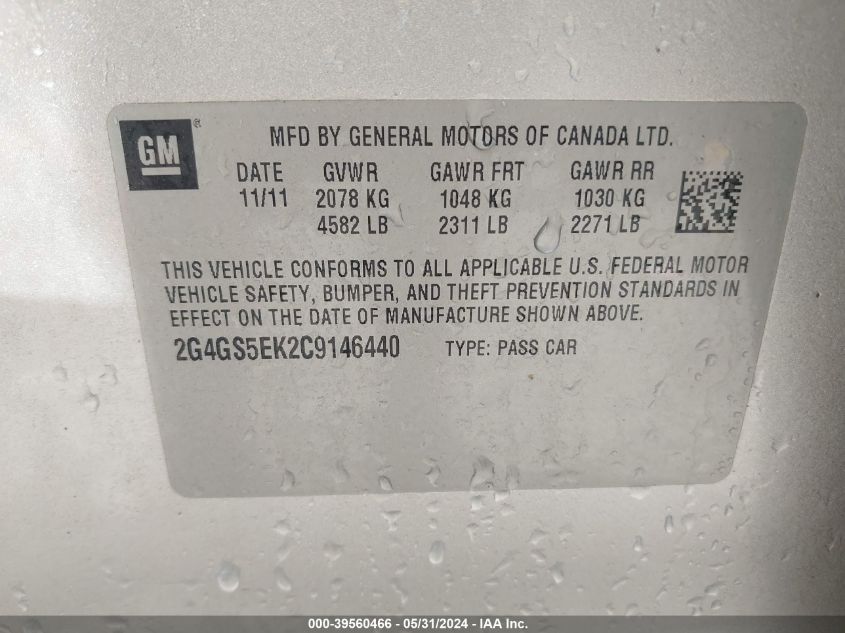 GM ®
MFD BY GENERAL MOTORS OF CANADA LTD.
DATE GVWR GAWR FRT GAWR RR
11/11 2078 KG 1048 KG 1030 KG
4582 LB 2311 LB 2271 LB
THIS VEHICLE CONFORMS TO ALL APPLICABLE U.S. FEDERAL MOTOR
VEHICLE SAFETY, BUMPER, AND THEFT PREVENTION STANDARDS IN
EFFECT ON THE DATE OF MANUFACTURE SHOWN ABOVE.
2G4GS5EK2C9146440 TYPE: PASS CAR
000-39560466 - 05/31/2024 - IAA Inc.